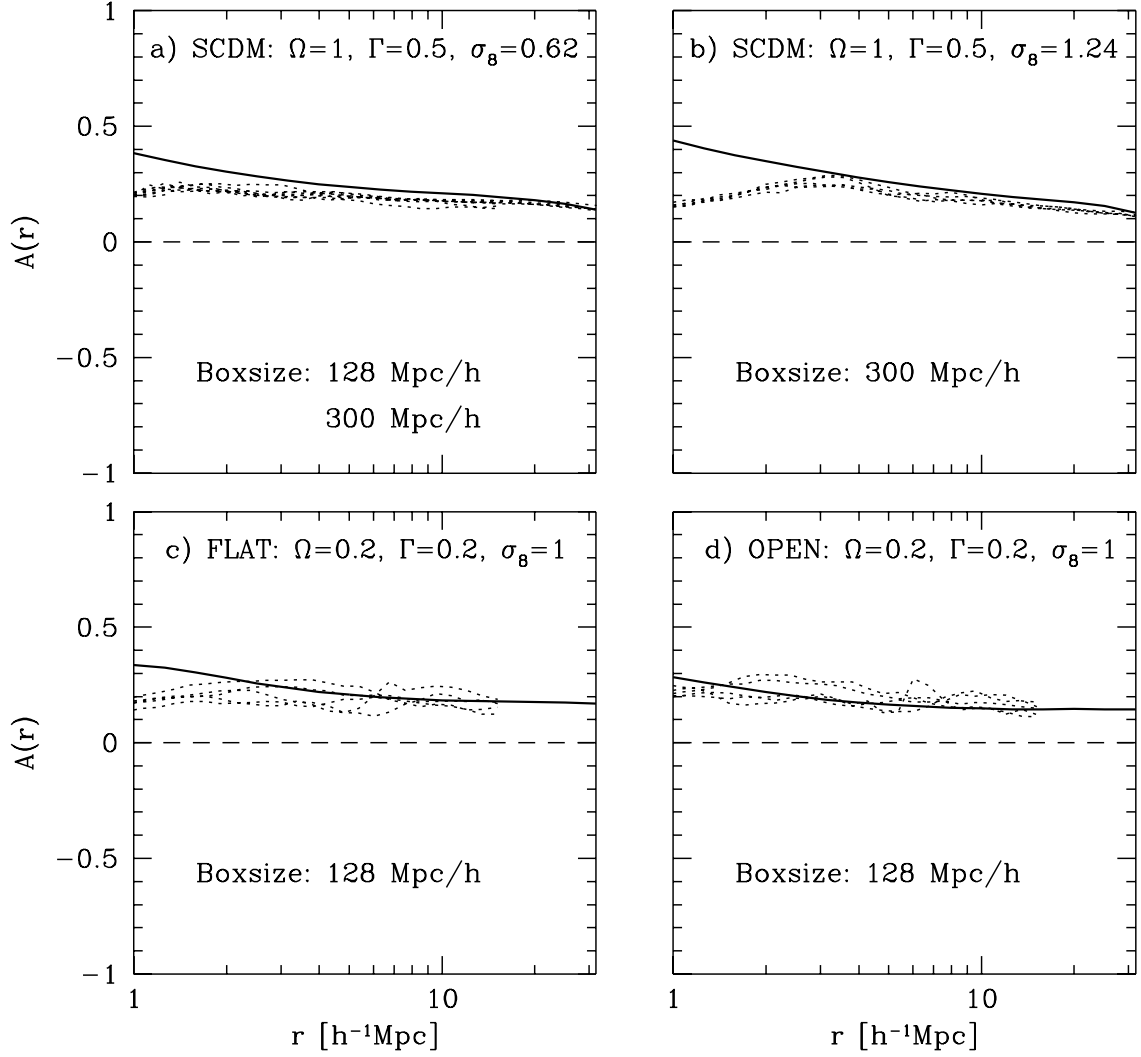 1
0.5
0
−0.5
−1
A(r)
a) SCDM: Ω=1, Γ=0.5, σ₈=0.62
Boxsize: 128 Mpc/h
300 Mpc/h
b) SCDM: Ω=1, Γ=0.5, σ₈=1.24
Boxsize: 300 Mpc/h
1
0.5
0
−0.5
−1
A(r)
c) FLAT: Ω=0.2, Γ=0.2, σ₈=1
Boxsize: 128 Mpc/h
d) OPEN: Ω=0.2, Γ=0.2, σ₈=1
Boxsize: 128 Mpc/h
1 10
1 10
r [h⁻¹Mpc]
r [h⁻¹Mpc]